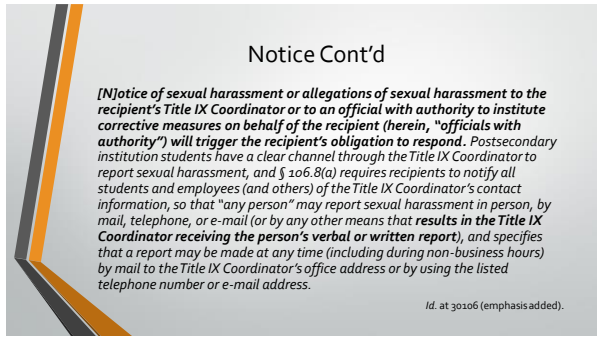 Notice Cont'd
[N]otice of sexual harassment or allegations of sexual harassment to the
recipient's Title IX Coordinator or to an official with authority to institute
corrective measures on behalf of the recipient (herein, "officials with
authority") will trigger the recipient's obligation to respond. Postsecondary
institution students have a clear channel through the Title IX Coordinator to
report sexual harassment, and § 106.8(a) requires recipients to notify all
students and employees (and others) of the Title IX Coordinator's contact
information, so that "any person" may report sexual harassment in person, by
mail, telephone, or e-mail (or by any other means that results in the Title IX
Coordinator receiving the person's verbal or written report), and specifies
that a report may be made at any time (including during non-business hours)
by mail to the Title IX Coordinator's office address or by using the listed
telephone number or e-mail address.
Id. at 30106 (emphasis added).